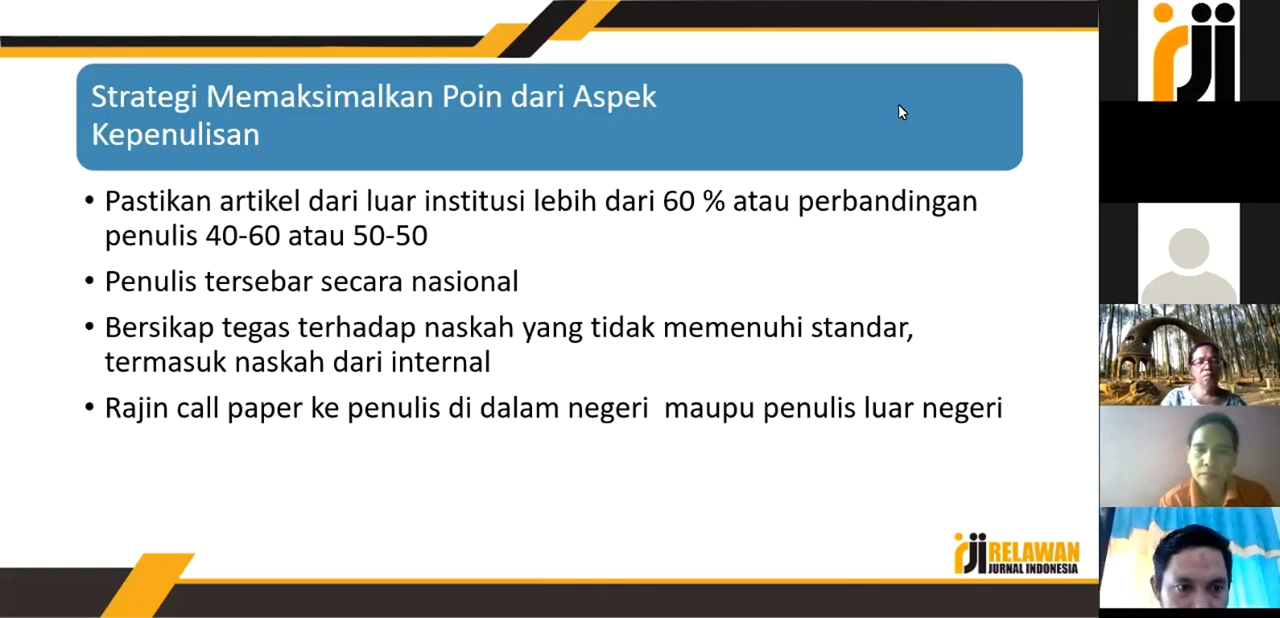 Strategi Memaksimalkan Poin dari Aspek
Kepenulisan
• Pastikan artikel dari luar institusi lebih dari 60 % atau perbandingan
penulis 40-60 atau 50-50
• Penulis tersebar secara nasional
• Bersikap tegas terhadap naskah yang tidak memenuhi standar,
termasuk naskah dari internal
• Rajin call paper ke penulis di dalam negeri  maupu penulis luar negeri
rji RELAWAN
JURNAL INDONESIA
rji